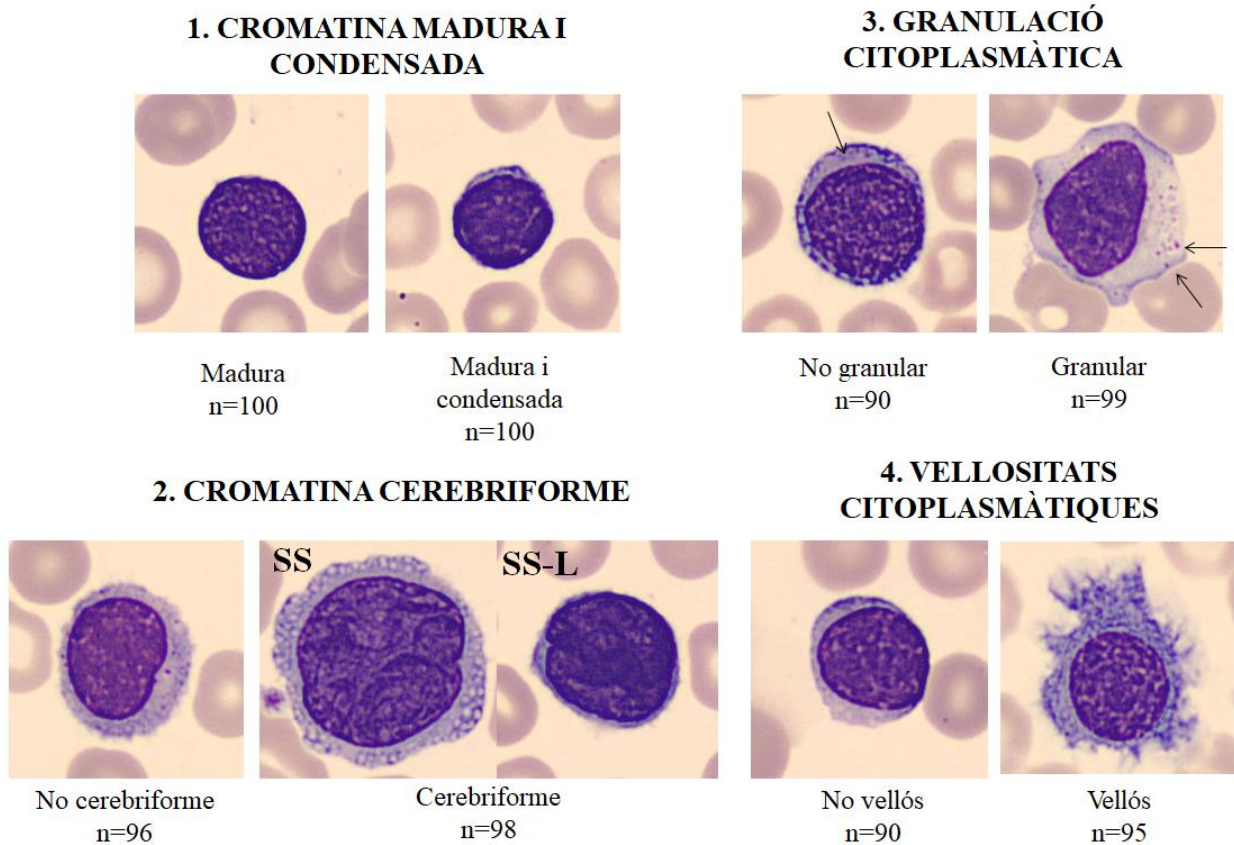 1. CROMATINA MADURA I
CONDENSADA
Madura
n=100
Madura i
condensada
n=100
3. GRANULACIÓ
CITOPLASMÀTICA
No granular
n=90
Granular
n=99
2. CROMATINA CEREBRIFORME
SS
SS-L
No cerebriforme
n=96
Cerebriforme
n=98
4. VELLOSITATS
CITOPLASMÀTIQUES
No vellós
n=90
Vellós
n=95